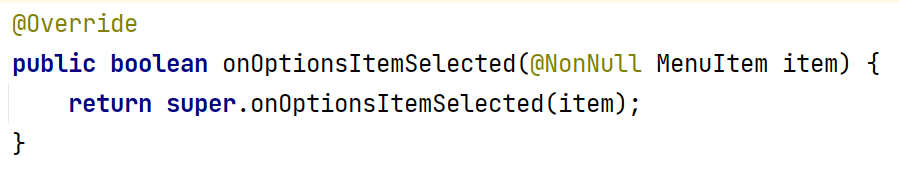 @Override
public boolean onOptionsItemSelected(@NonNull MenuItem item) {
    return super.onOptionsItemSelected(item);
}